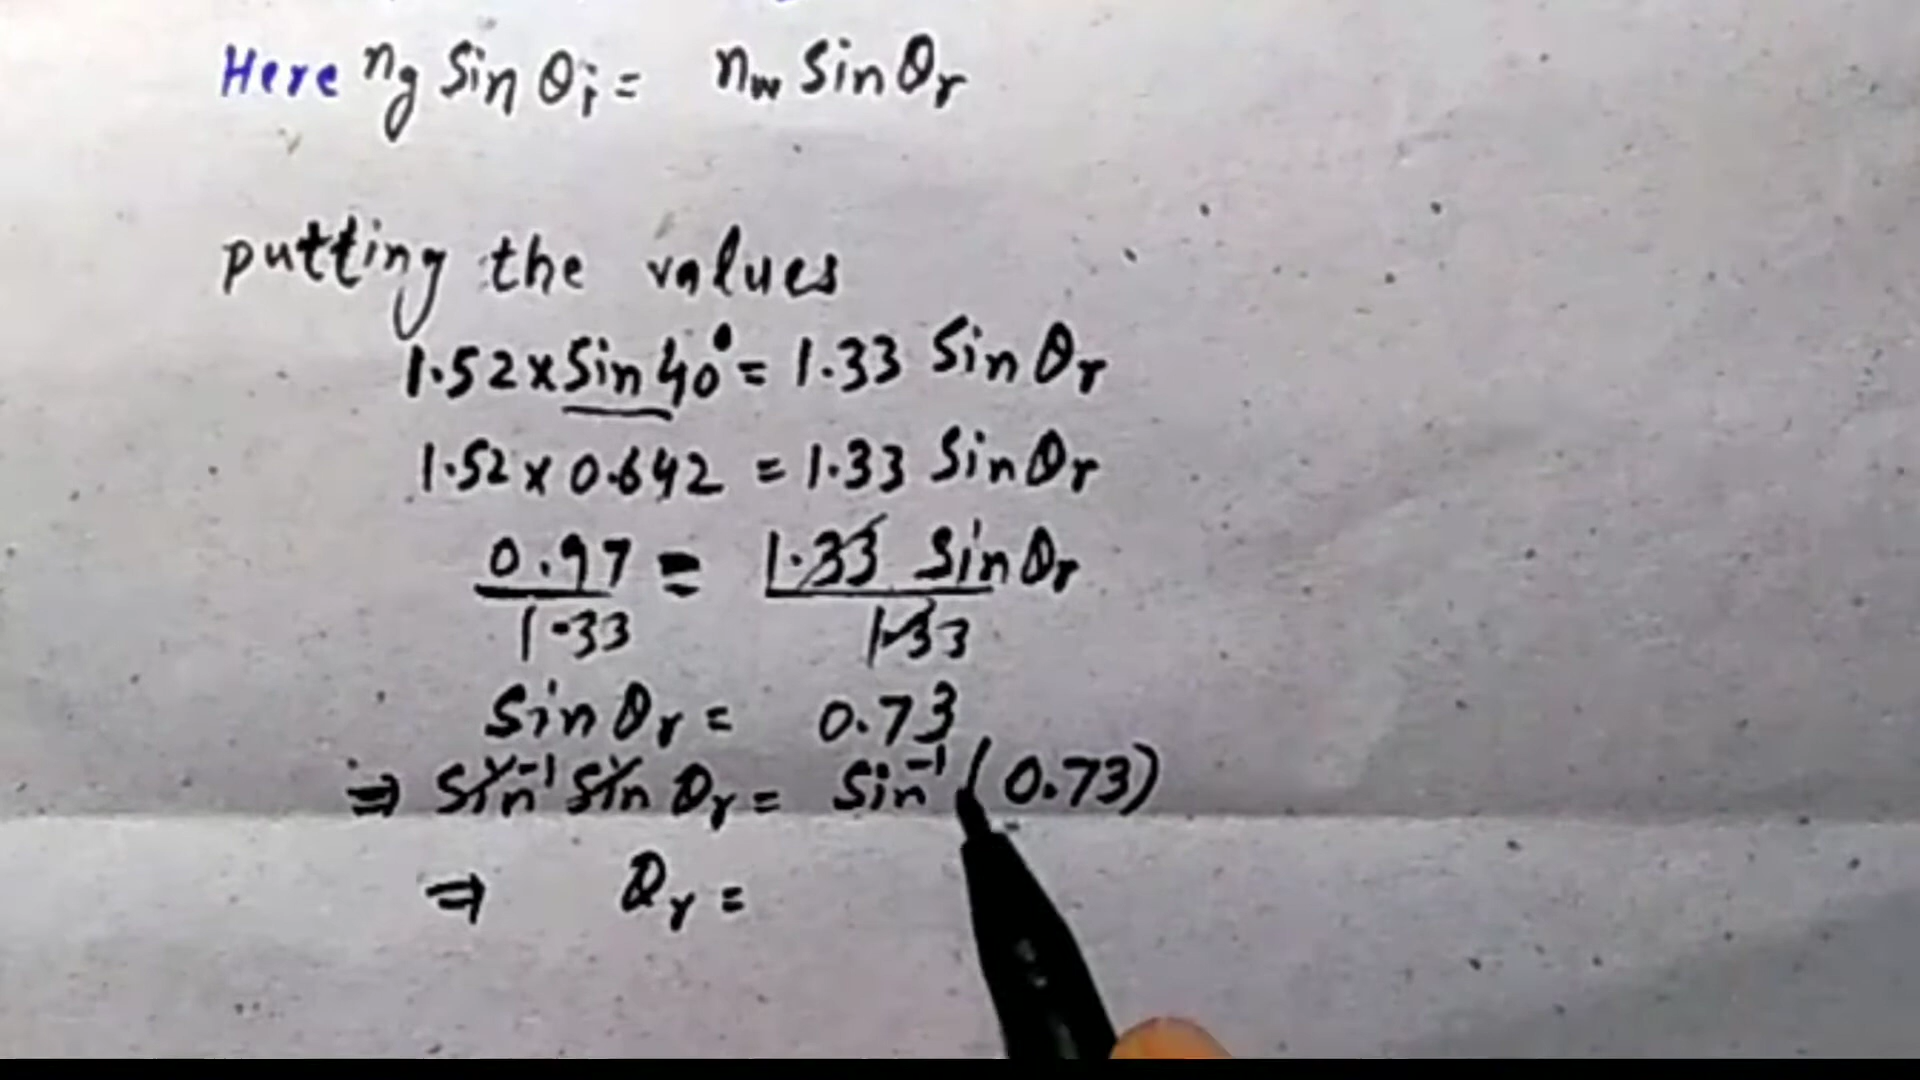 Here ng Sin θi = nw Sin θr
putting the values
1.52 x Sin 40° = 1.33 Sin θr
1.52 x 0.642 = 1.33 Sin θr
0.97 = 1.33 Sin θr
1.33 1.33
Sin θr = 0.73
⇒ Sin⁻¹ Sin θr = Sin⁻¹ (0.73)
⇒ θr =